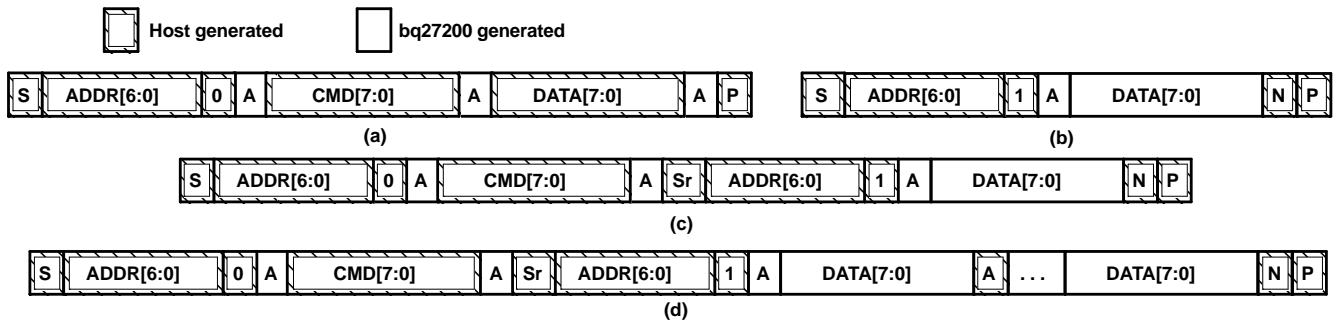 Host generated bq27200 generated
S ADDR[6:0] 0 A CMD[7:0] A DATA[7:0] A P S ADDR[6:0] 1 A DATA[7:0] N P
(a) (b)
S ADDR[6:0] 0 A CMD[7:0] A Sr ADDR[6:0] 1 A DATA[7:0] N P
(c)
S ADDR[6:0] 0 A CMD[7:0] A Sr ADDR[6:0] 1 A DATA[7:0] A ... DATA[7:0] N P
(d)